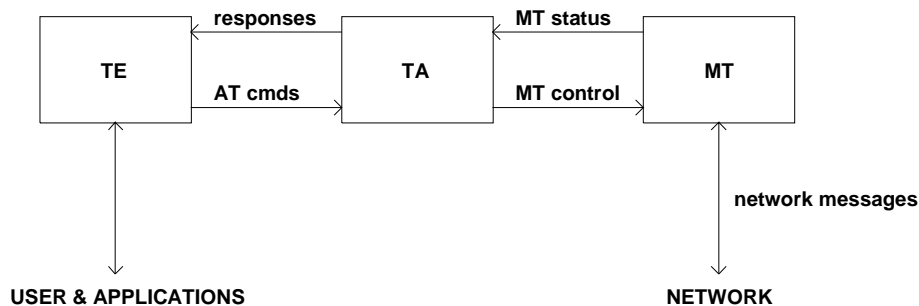 responses
MT status
TE
TA
MT
AT cmds
MT control
network messages
USER & APPLICATIONS
NETWORK